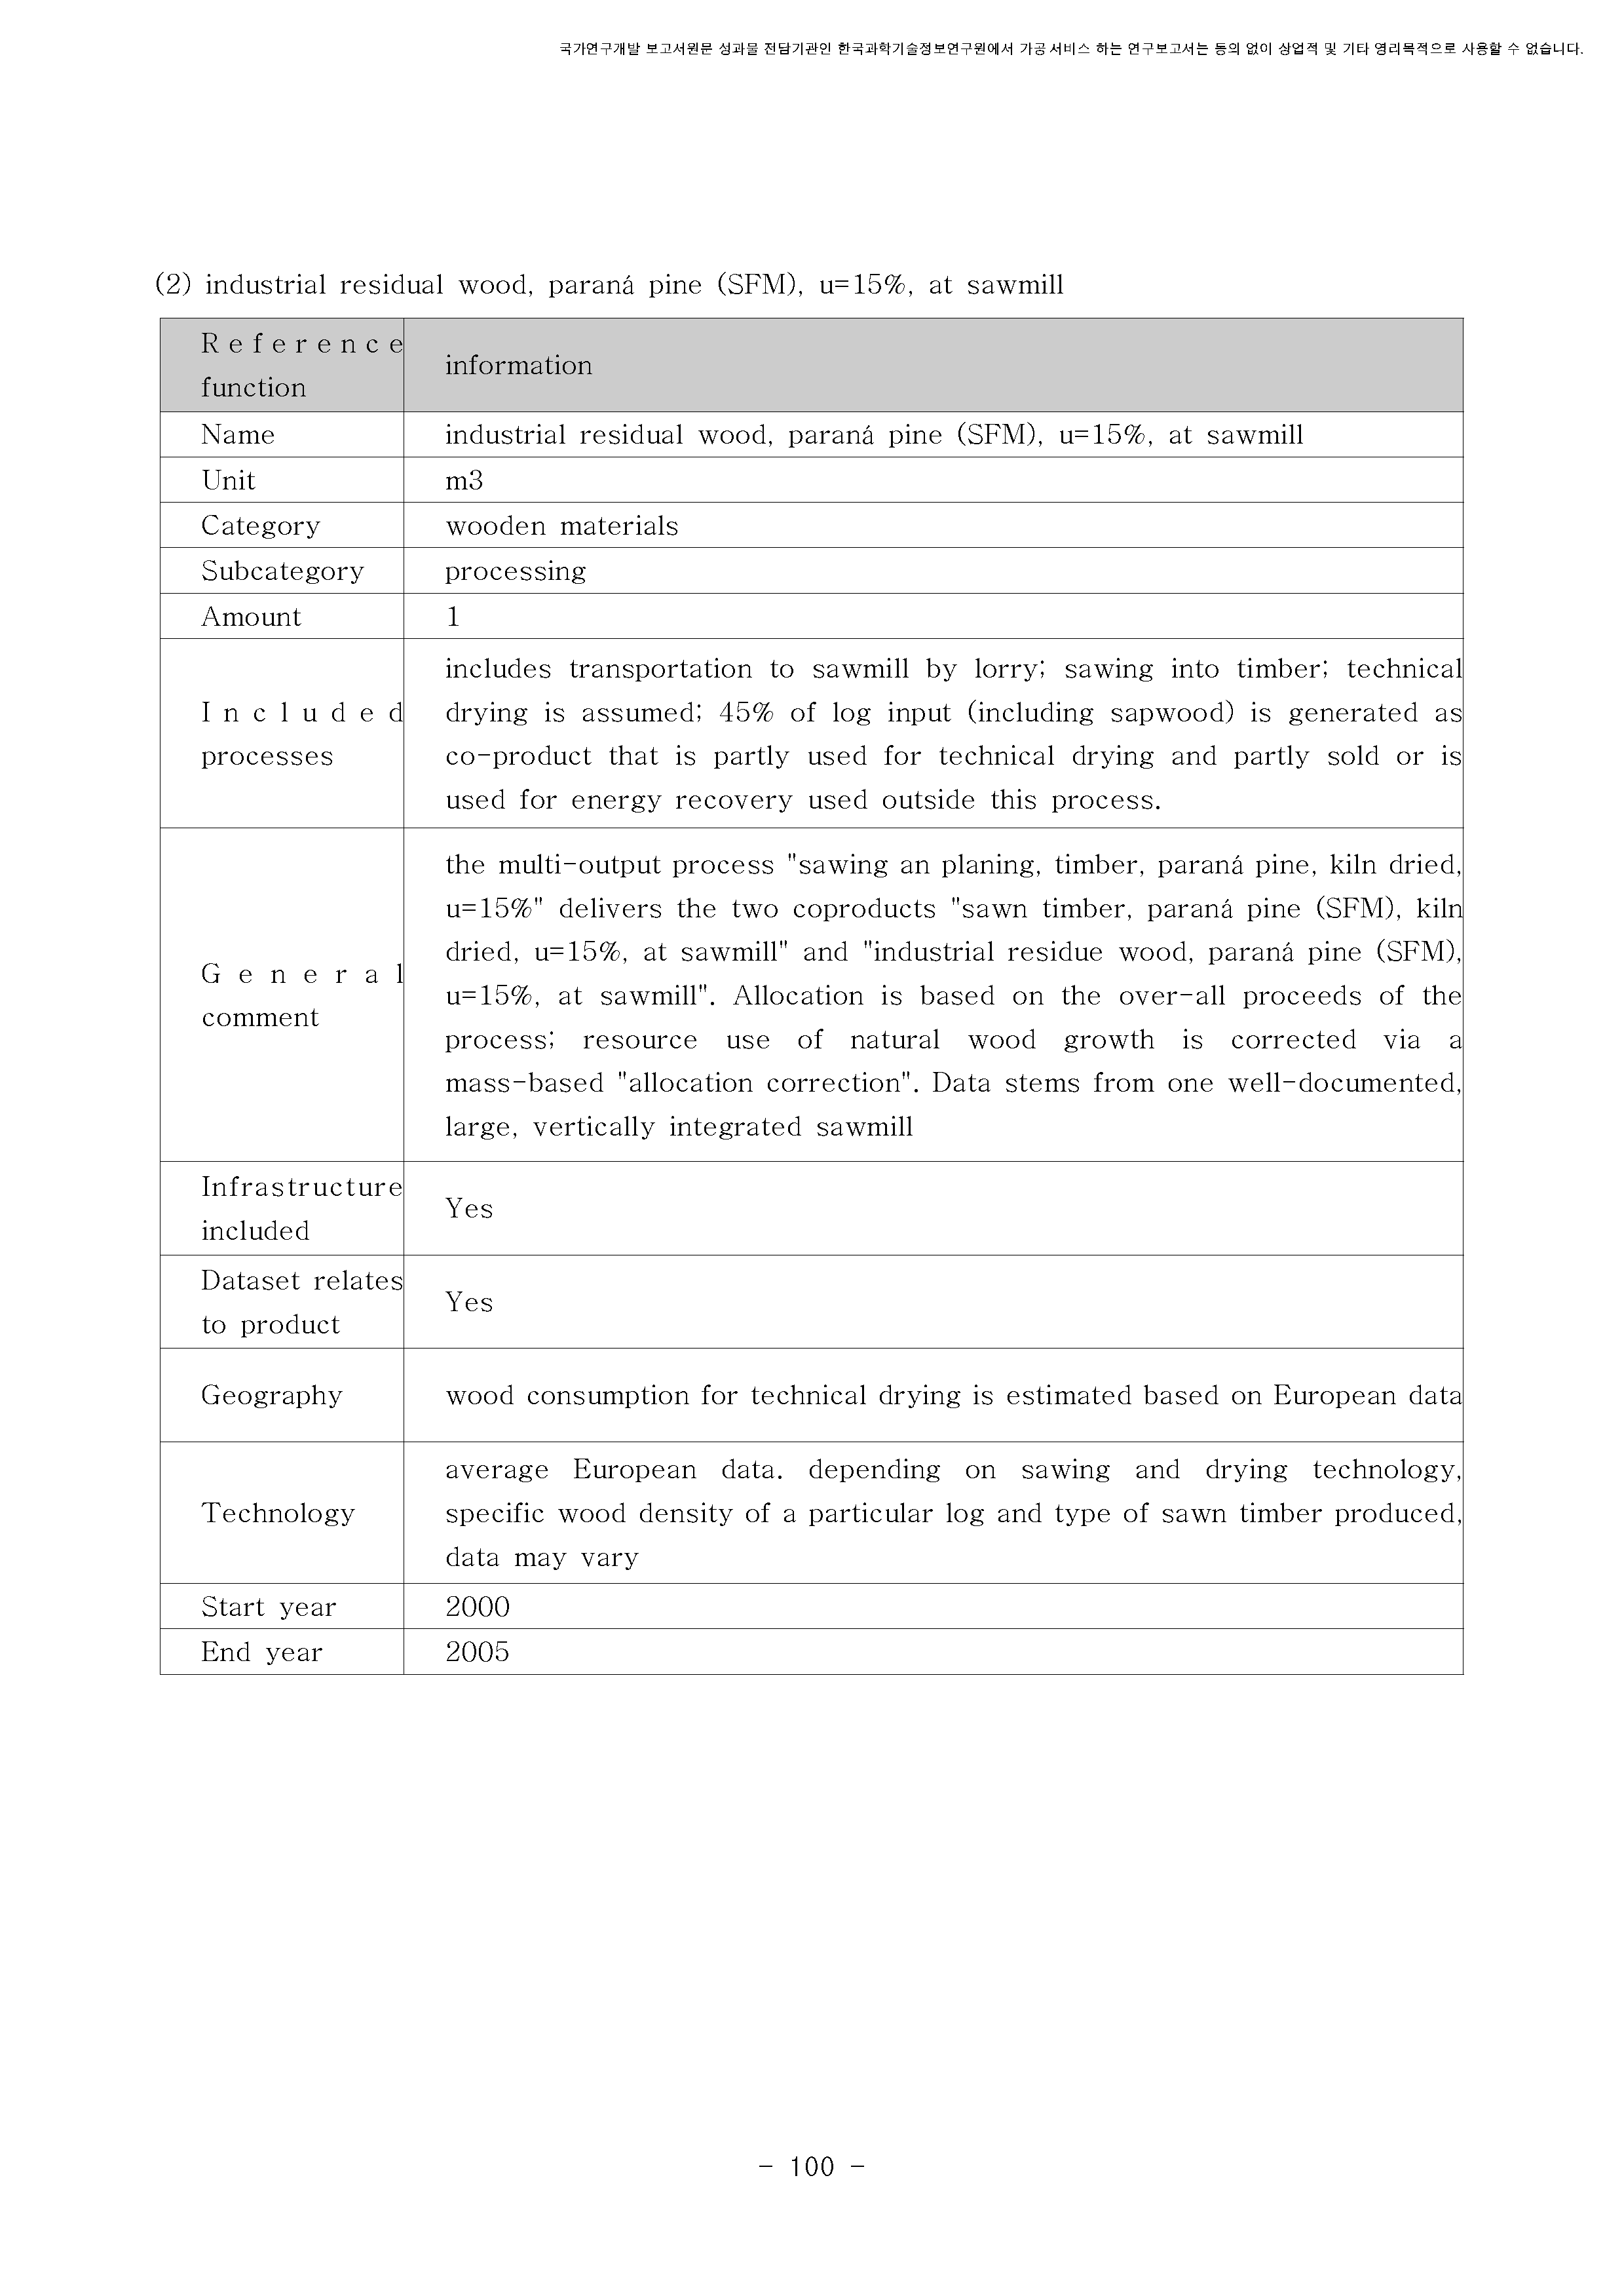 국가연구개발 보고서원문 성과물 전담기관인 한국과학기술정보연구원에서 가공·서비스 하는 연구보고서는 동의 없이 상업적 및 기타 영리목적으로 사용할 수 없습니다.
(2) industrial residual wood, paraná pine (SFM), u=15%, at sawmill
Reference
function
information
Name
industrial residual wood, paraná pine (SFM), u=15%, at sawmill
Unit
m3
Category
wooden materials
Subcategory
processing
Amount
1
Included
processes
includes transportation to sawmill by lorry; sawing into timber; technical
drying is assumed; 45% of log input (including sapwood) is generated as
co-product that is partly used for technical drying and partly sold or is
used for energy recovery used outside this process.
General
comment
the multi-output process "sawing an planing, timber, paraná pine, kiln dried,
u=15%" delivers the two coproducts "sawn timber, paraná pine (SFM), kiln
dried, u=15%, at sawmill" and "industrial residue wood, paraná pine (SFM),
u=15%, at sawmill". Allocation is based on the over-all proceeds of the
process; resource use of natural wood growth is corrected via a
mass-based "allocation correction". Data stems from one well-documented,
large, vertically integrated sawmill
Infrastructure
included
Yes
Dataset relates
to product
Yes
Geography
wood consumption for technical drying is estimated based on European data
Technology
average European data. depending on sawing and drying technology,
specific wood density of a particular log and type of sawn timber produced,
data may vary
Start year
2000
End year
2005
- 100 -